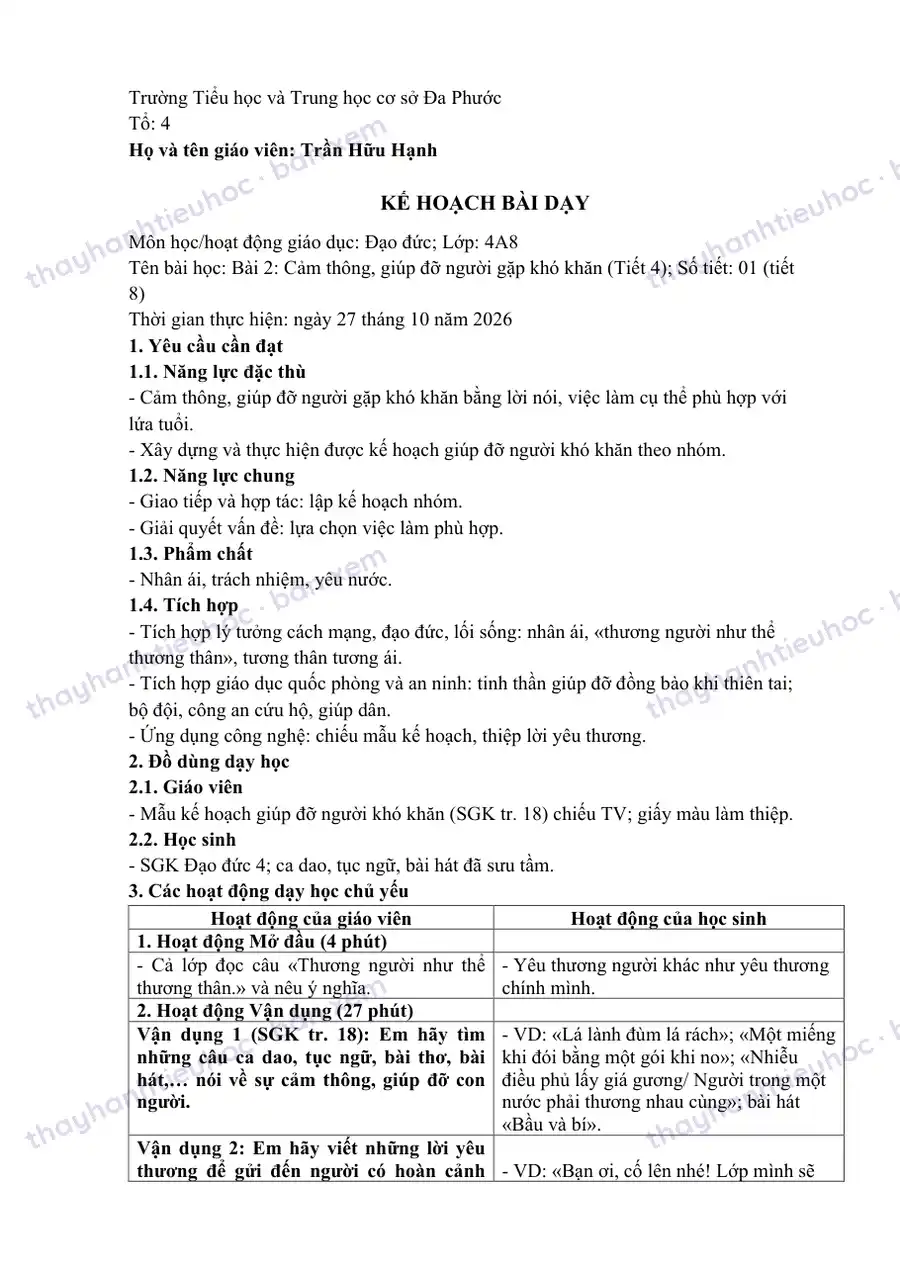 Trường Tiểu học và Trung học cơ sở Đa Phước
Tổ: 4
Họ và tên giáo viên: Trần Hữu Hạnh
KẾ HOẠCH BÀI DẠY
Môn học/hoạt động giáo dục: Đạo đức; Lớp: 4A8
Tên bài học: Bài 2: Cảm thông, giúp đỡ người gặp khó khăn (Tiết 4); Số tiết: 01 (tiết
8)
Thời gian thực hiện: ngày 27 tháng 10 năm 2026
1. Yêu cầu cần đạt
1.1. Năng lực đặc thù
- Cảm thông, giúp đỡ người gặp khó khăn bằng lời nói, việc làm cụ thể phù hợp với
lứa tuổi.
- Xây dựng và thực hiện được kế hoạch giúp đỡ người khó khăn theo nhóm.
1.2. Năng lực chung
- Giao tiếp và hợp tác: lập kế hoạch nhóm.
- Giải quyết vấn đề: lựa chọn việc làm phù hợp.
1.3. Phẩm chất
- Nhân ái, trách nhiệm, yêu nước.
1.4. Tích hợp
- Tích hợp lý tưởng cách mạng, đạo đức, lối sống: nhân ái, «thương người như thể
thương thân», tương thân tương ái.
- Tích hợp giáo dục quốc phòng và an ninh: tinh thần giúp đỡ đồng bào khi thiên tai;
bộ đội, công an cứu hộ, giúp dân.
- Ứng dụng công nghệ: chiếu mẫu kế hoạch, thiệp lời yêu thương.
2. Đồ dùng dạy học
2.1. Giáo viên
- Mẫu kế hoạch giúp đỡ người khó khăn (SGK tr. 18) chiếu TV; giấy màu làm thiệp.
2.2. Học sinh
- SGK Đạo đức 4; ca dao, tục ngữ, bài hát đã sưu tầm.
3. Các hoạt động dạy học chủ yếu
Hoạt động của giáo viên
Hoạt động của học sinh
1. Hoạt động Mở đầu (4 phút)
- Cả lớp đọc câu «Thương người như thể
thương thân.» và nêu ý nghĩa.
- Yêu thương người khác như yêu thương
chính mình.
2. Hoạt động Vận dụng (27 phút)
Vận dụng 1 (SGK tr. 18): Em hãy tìm
những câu ca dao, tục ngữ, bài thơ, bài
hát,… nói về sự cảm thông, giúp đỡ con
người.
- VD: «Lá lành đùm lá rách»; «Một miếng
khi đói bằng một gói khi no»; «Nhiễu
điều phủ lấy giá gương/ Người trong một
nước phải thương nhau cùng»; bài hát
«Bầu và bí».
Vận dụng 2: Em hãy viết những lời yêu
thương để gửi đến người có hoàn cảnh
- VD: «Bạn ơi, cố lên nhé! Lớp mình sẽ
thayhanhtieuhoc · bản xem
thayhanhtieuhoc · b
thayhanhtieuhoc · bản xem
thayhanhtieuhoc · b
thayhanhtieuhoc · bản xem
thayhanhtieuhoc · b